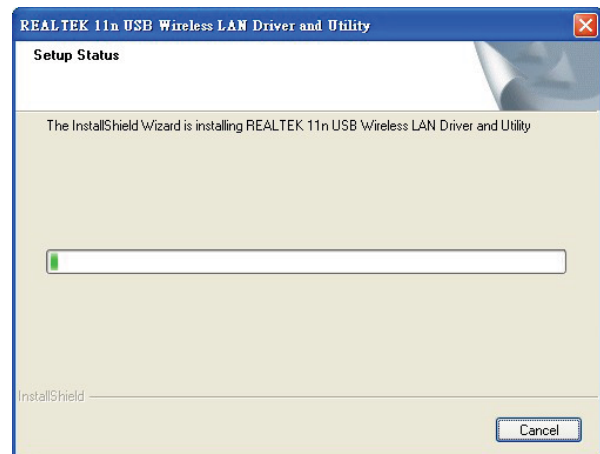 REALTEK 11n USB Wireless LAN Driver and Utility
Setup Status
The InstallShield Wizard is installing REALTEK 11n USB Wireless LAN Driver and Utility
InstallShield
Cancel